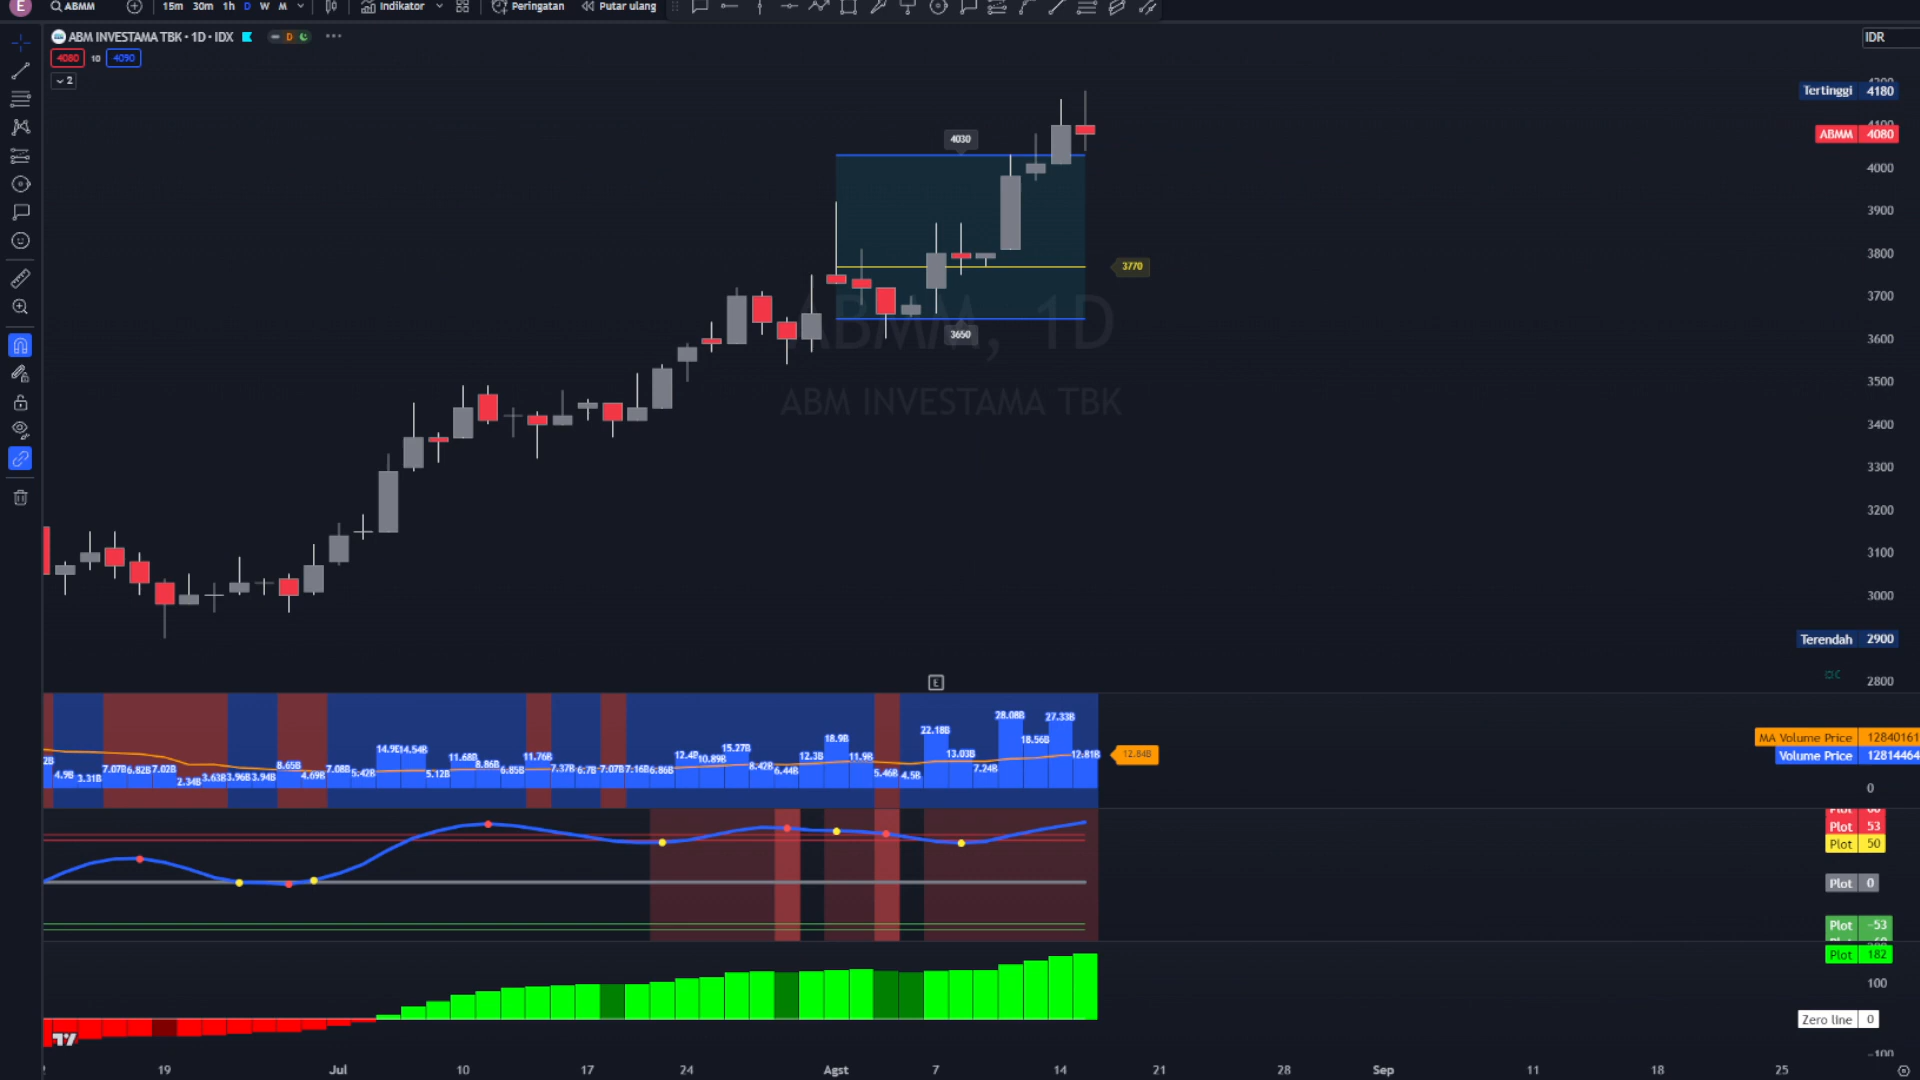 E ABMM 15m 30m 1h D W M Indikator Peringatan Putar ulang
ABM INVESTAMA TBK · 1D · IDX D IDR
4080 10 4090
2
Tertinggi 4180
4030
ABMM 4080
4000
3900
3800
3770
3700
3650
3600
ABMM, 1D
ABM INVESTAMA TBK
3500
3400
3300
3200
3100
3000
Terendah 2900
E
2800
28.08B 27.33B
22.18B 18.9B 18.56B
MA Volume Price 12840161
14.54B 15.27B 12.4B 10.89B 12.3B 11.9B 13.03B 12.81B 12.84B
Volume Price 12814464
11.68B 11.76B 8.86B 8.65B 8.42B
4.9B 3.31B 7.07B 6.82B 7.02B 2.34B 3.63B 3.96B 3.94B 4.69B 7.08B 5.42B 5.12B 6.85B 7.37B 6.7B 7.07B 7.16B 6.86B 6.44B 5.46B 4.5B 7.24B
0
Plot 53
Plot 50
Plot 0
Plot −53
Plot 182
100
Zero line 0
−100
19 Jul 10 17 24 Agst 7 14 21 28 Sep 11 18 25